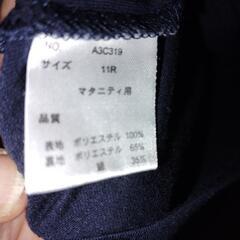 NO. A3C319
サイズ 11R
マタニティ用
品質
表地 ポリエステル 100%
裏地 ポリエステル 65%
綿 35%